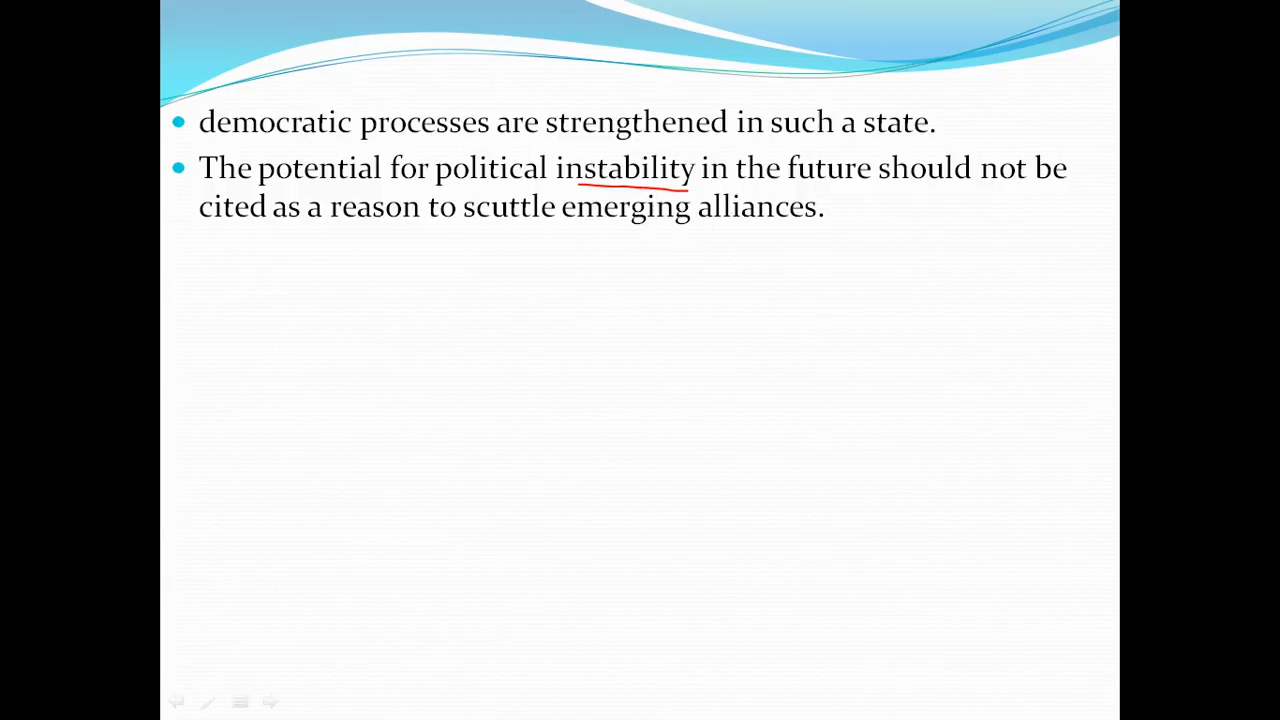 democratic processes are strengthened in such a state.
The potential for political instability in the future should not be
cited as a reason to scuttle emerging alliances.